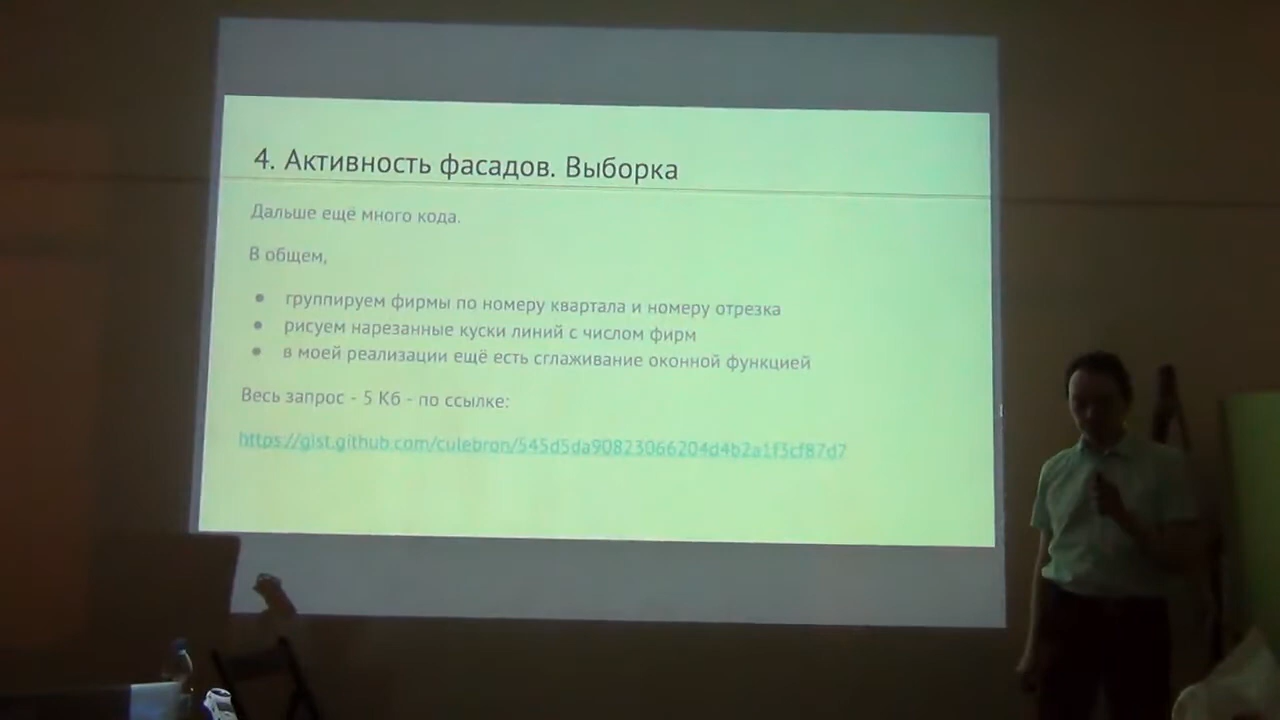 4. Активность фасадов. Выборка
Дальше ещё много кода.
В общем,
● группируем фирмы по номеру квартала и номеру отрезка
● рисуем нарезанные куски линий с числом фирм
● в моей реализации ещё есть сглаживание оконной функцией
Весь запрос - 5 Кб - по ссылке:
https://gist.github.com/culebron/545d5da90823066204d4b2a1f3cf87d7